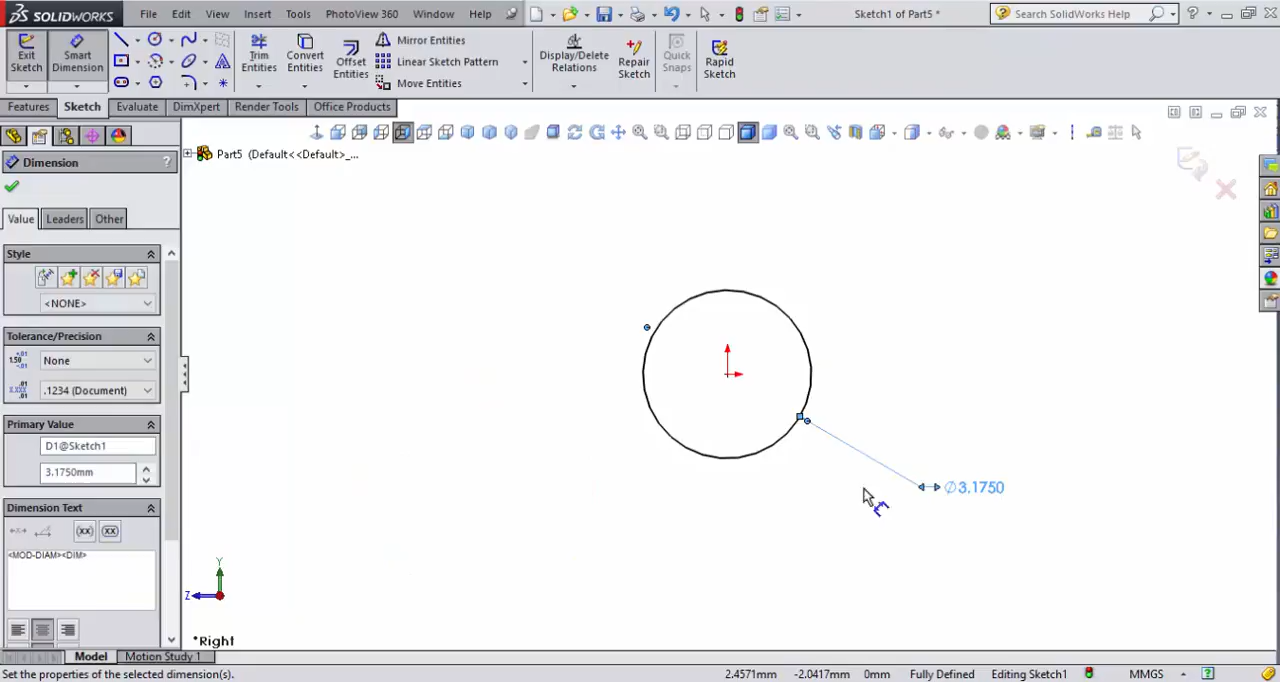 SOLIDWORKS File Edit View Insert Tools PhotoView 360 Window Help Sketch1 of Part5 * Search SolidWorks Help
Exit Sketch
Smart Dimension
Trim Entities
Convert Entities
Offset Entities
Mirror Entities
Linear Sketch Pattern
Move Entities
Display/Delete Relations
Repair Sketch
Quick Snaps
Rapid Sketch
Features Sketch Evaluate DimXpert Render Tools Office Products
Part5 (Default<<Default>_...
Dimension ?
Value Leaders Other
Style
<NONE>
Tolerance/Precision
None
.1234 (Document)
Primary Value
D1@Sketch1
3.1750mm
Dimension Text
(xx) (xx)
<MOD-DIAM><DIM>
∅3.1750
Y
Z
*Right
Model Motion Study 1
Set the properties of the selected dimension(s). 2.4571mm -2.0417mm 0mm Fully Defined Editing Sketch1 MMGS ?